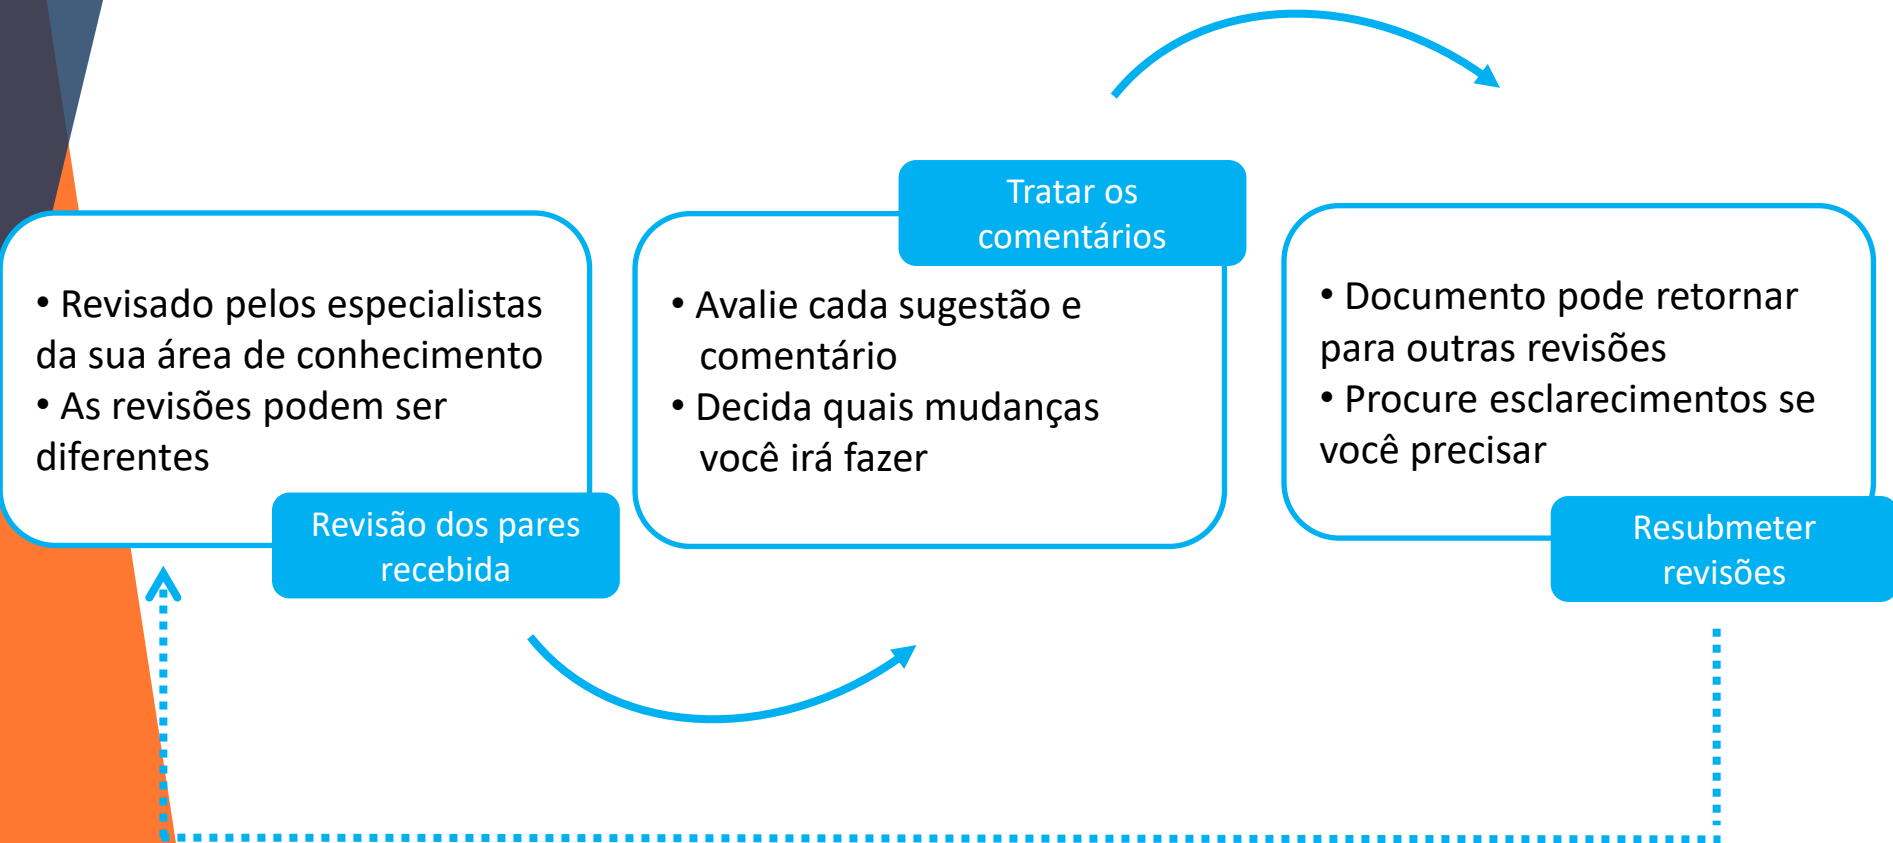 • Revisado pelos especialistas
da sua área de conhecimento
• As revisões podem ser
diferentes
Revisão dos pares
recebida
Tratar os
comentários
• Avalie cada sugestão e
comentário
• Decida quais mudanças
você irá fazer
• Documento pode retornar
para outras revisões
• Procure esclarecimentos se
você precisar
Resubmeter
revisões